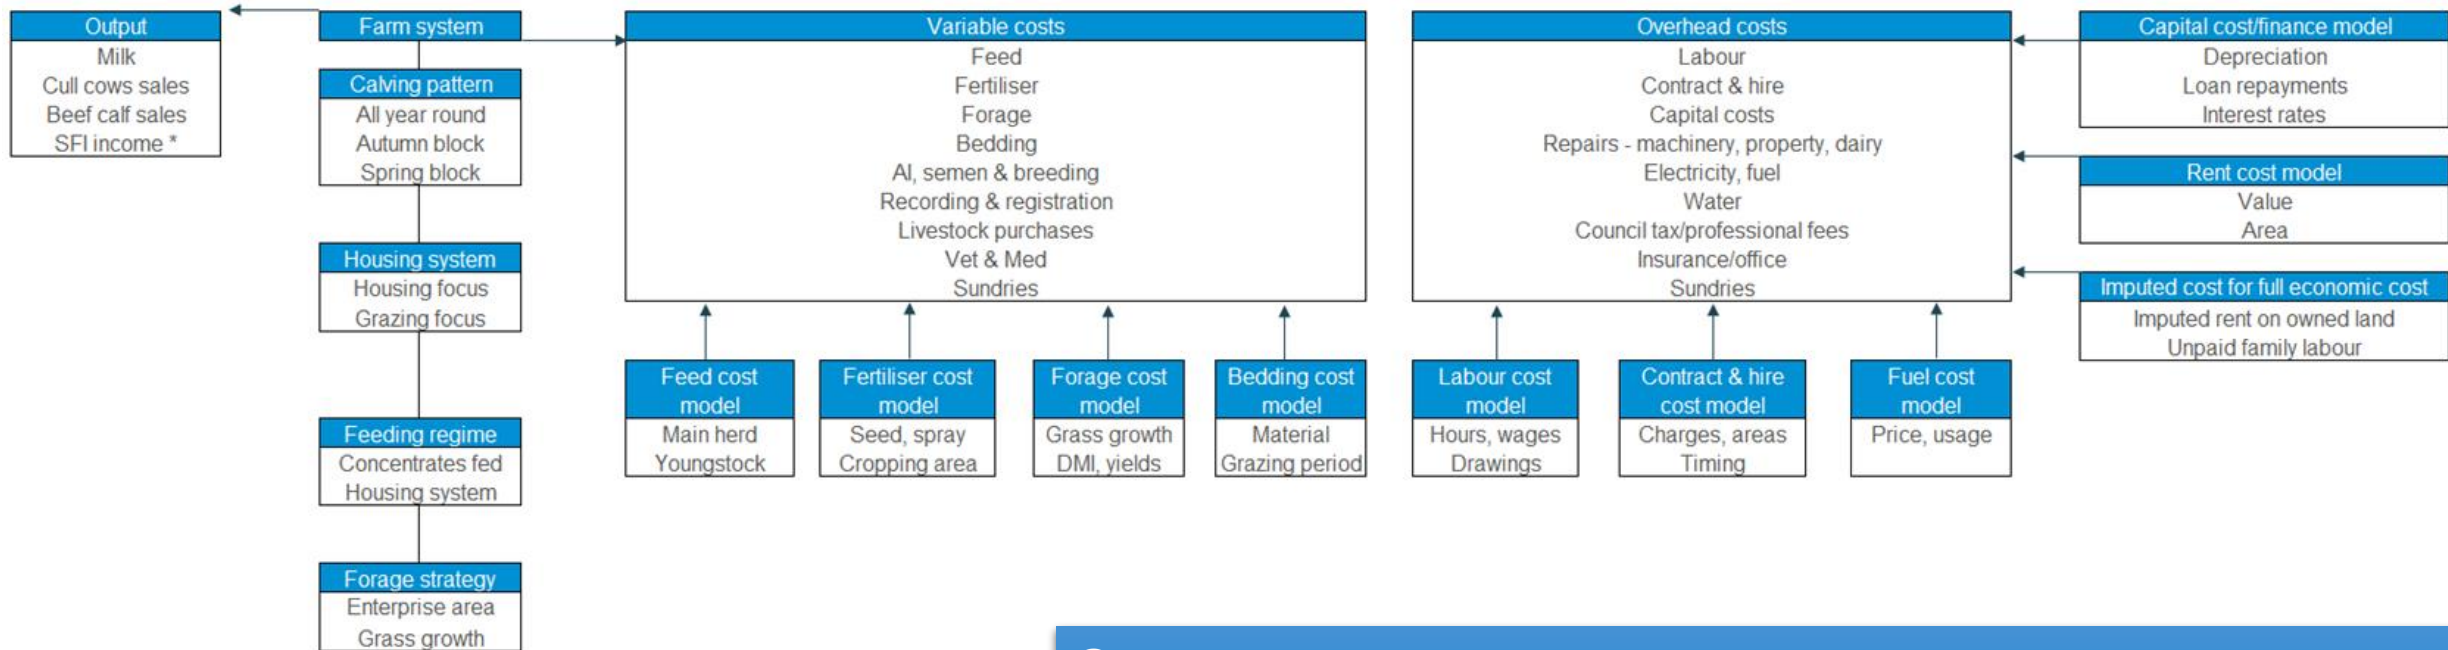 Output
Milk
Cull cows sales
Beef calf sales
SFI income *
Farm system
Calving pattern
All year round
Autumn block
Spring block
Housing system
Housing focus
Grazing focus
Feeding regime
Concentrates fed
Housing system
Forage strategy
Enterprise area
Grass growth
Variable costs
Feed
Fertiliser
Forage
Bedding
AI, semen & breeding
Recording & registration
Livestock purchases
Vet & Med
Sundries
Feed cost
model
Main herd
Youngstock
Fertiliser cost
model
Seed, spray
Cropping area
Forage cost
model
Grass growth
DMI, yields
Bedding cost
model
Material
Grazing period
Overhead costs
Labour
Contract & hire
Capital costs
Repairs - machinery, property, dairy
Electricity, fuel
Water
Council tax/professional fees
Insurance/office
Sundries
Labour cost
model
Hours, wages
Drawings
Contract & hire
cost model
Charges, areas
Timing
Fuel cost
model
Price, usage
Capital cost/finance model
Depreciation
Loan repayments
Interest rates
Rent cost model
Value
Area
Imputed cost for full economic cost
Imputed rent on owned land
Unpaid family labour